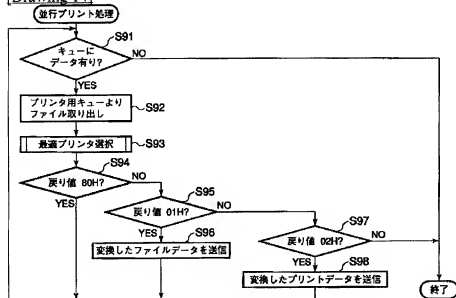 [Drawing 14]
並行プリント処理
S91
キューに
データ有り?
NO
YES
プリンタ用キューより
ファイル取り出し
S92
最適プリンタ選択
S93
S94
戻り値 80H?
NO
YES
S95
戻り値 01H?
NO
YES
S96
変換したファイルデータを送信
S97
戻り値 02H?
NO
YES
S98
変換したプリントデータを送信
終了